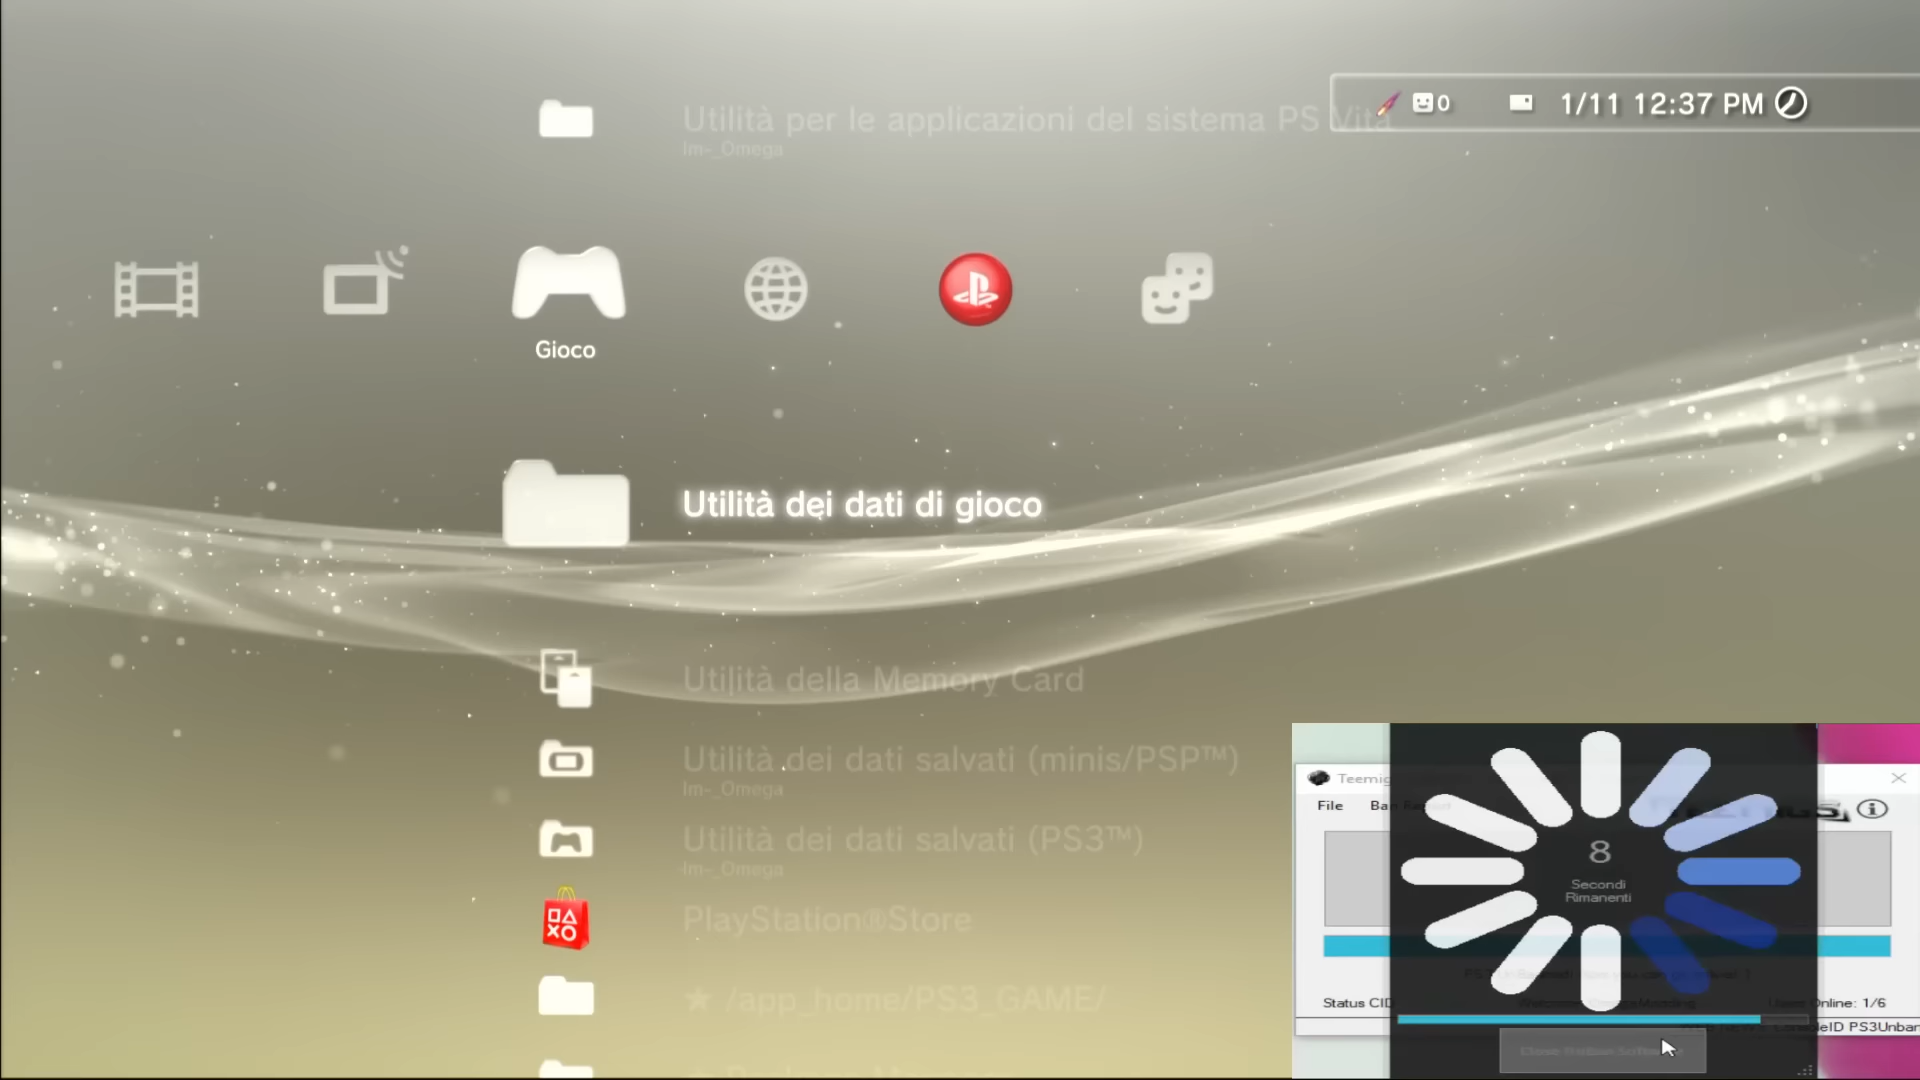 Utilità per le applicazioni del sistema PS Vita
Im-_Omega
0
1/11 12:37 PM
Gioco
Utilità dei dati di gioco
Utilità della Memory Card
Utilità dei dati salvati (minis/PSP™)
Im-_Omega
Utilità dei dati salvati (PS3™)
Im-_Omega
PlayStation®Store
★ /app_home/PS3_GAME/
File
8
Secondi
Rimanenti
Status CID
Online: 1/6
PS3Unban